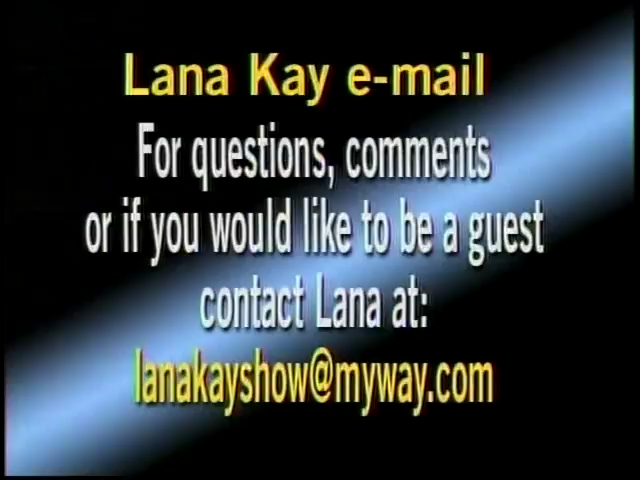 Lana Kay e-mail
For questions, comments
or if you would like to be a guest
contact Lana at:
lanakayshow@myway.com